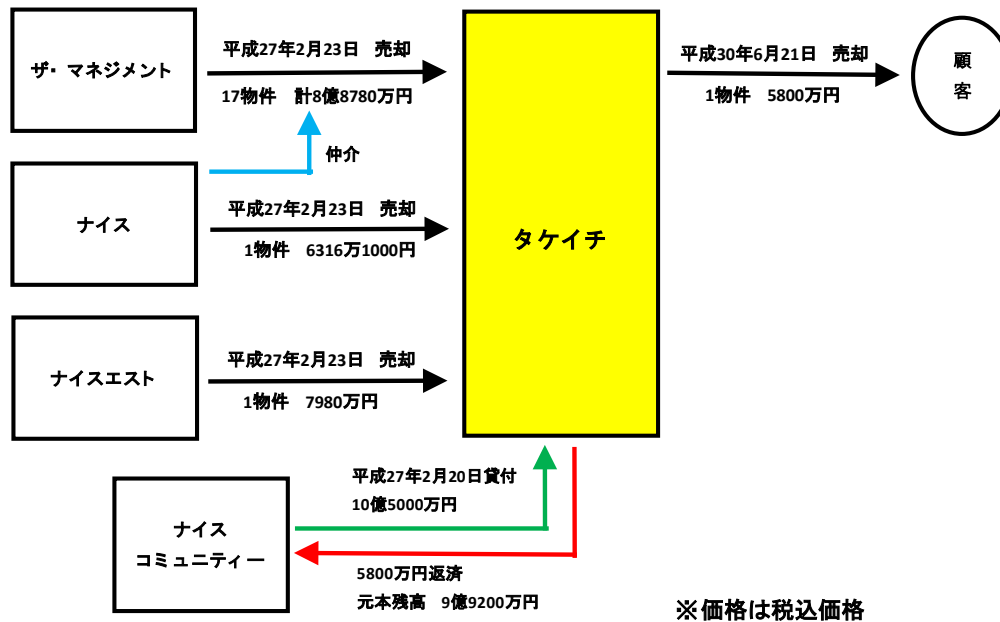 ザ・マネジメント
平成27年2月23日　売却
17物件　計8億8780万円
仲介
ナイス
平成27年2月23日　売却
1物件　6316万1000円
ナイスエスト
平成27年2月23日　売却
1物件　7980万円
タケイチ
平成30年6月21日　売却
1物件　5800万円
顧
客
ナイス
コミュニティー
平成27年2月20日貸付
10億5000万円
5800万円返済
元本残高　9億9200万円
※価格は税込価格